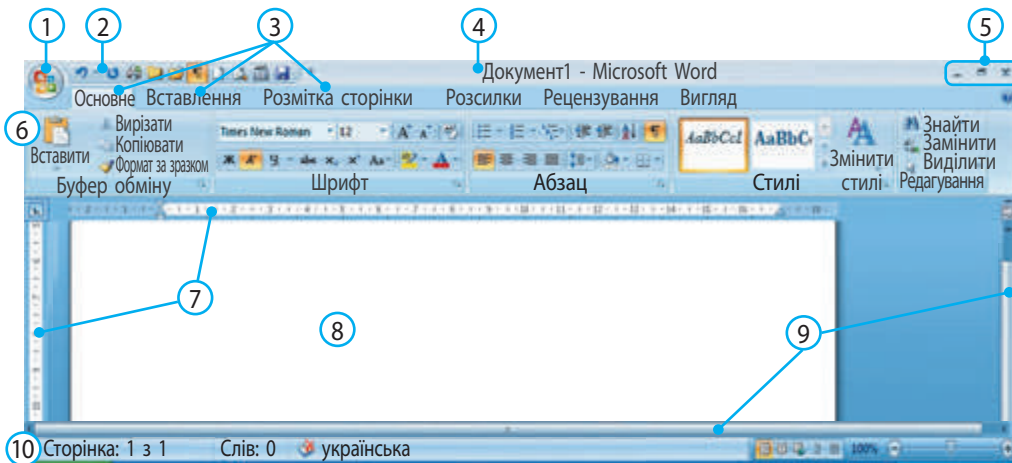 1 2 3 4 5
Документ1 - Microsoft Word
Основне Вставлення Розмітка сторінки Розсилки Рецензування Вигляд
6
Вставити
Вирізати
Копіювати
Формат за зразком
Буфер обміну
Times New Roman 12
Шрифт
Абзац
AaBbCcI AaBbC
Стилі
Змінити
стилі
Знайти
Замінити
Виділити
Редагування
7 8 9
10 Сторінка: 1 з 1 Слів: 0 українська 100%